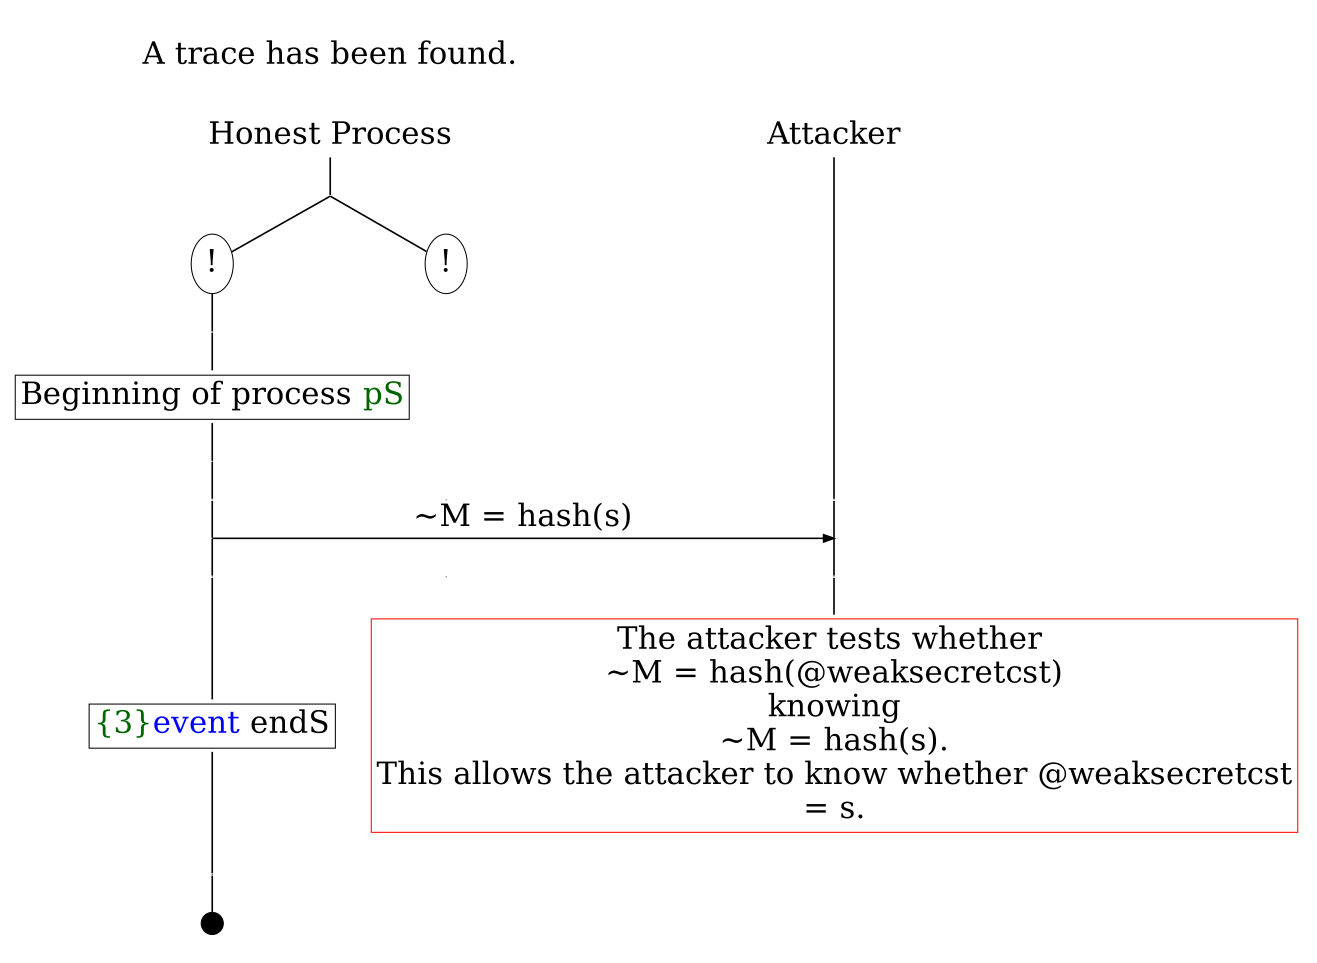 A trace has been found.
Honest Process
Attacker
!
!
Beginning of process pS
~M = hash(s)
The attacker tests whether
~M = hash(@weaksecretcst)
knowing
~M = hash(s).
This allows the attacker to know whether @weaksecretcst
= s.
{3}event endS